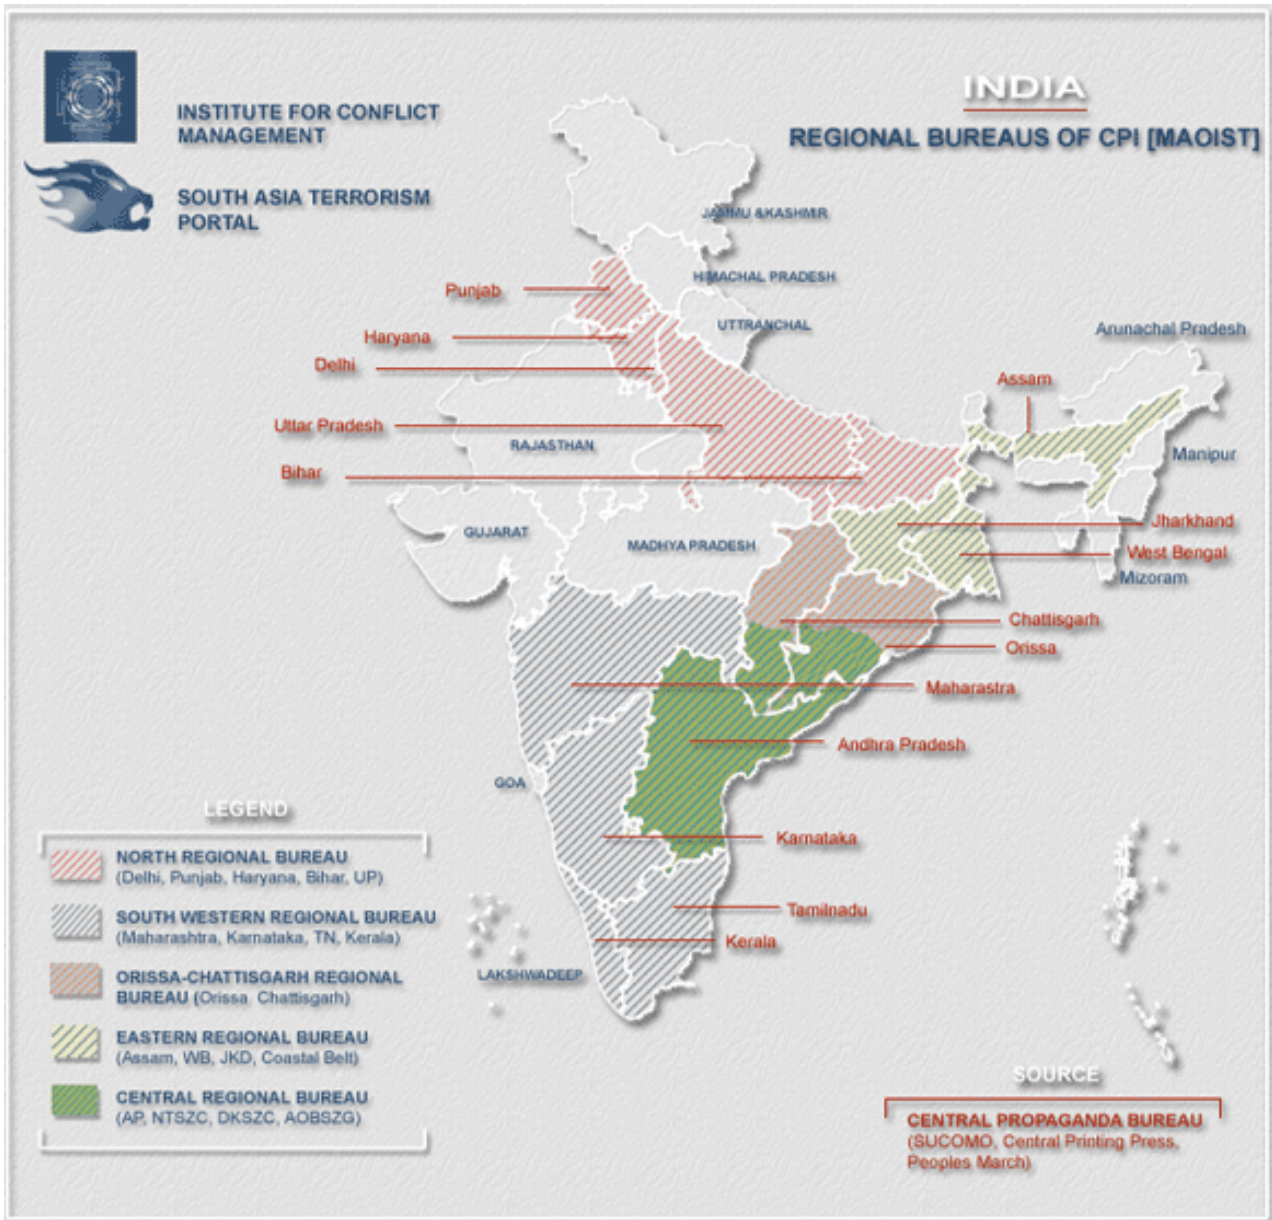 INSTITUTE FOR CONFLICT
MANAGEMENT
SOUTH ASIA TERRORISM
PORTAL
INDIA
REGIONAL BUREAUS OF CPI [MAOIST]
JAMMU &KASHMIR
HIMACHAL PRADESH
Punjab
UTTRANCHAL
Arunachal Pradesh
Haryana
Delhi
Assam
Uttar Pradesh
RAJASTHAN
Manipur
Bihar
Jharkhand
GUJARAT
MADHYA PRADESH
West Bengal
Mizoram
Chattisgarh
Orissa
Maharastra
Andhra Pradesh
GOA
Karnataka
Tamilnadu
Kerala
LAKSHWADEEP
LEGEND
NORTH REGIONAL BUREAU
(Delhi, Punjab, Haryana, Bihar, UP)
SOUTH WESTERN REGIONAL BUREAU
(Maharashtra, Karnataka, TN, Kerala)
ORISSA-CHATTISGARH REGIONAL
BUREAU (Orissa. Chattisgarh)
EASTERN REGIONAL BUREAU
(Assam, WB, JKD, Coastal Belt)
CENTRAL REGIONAL BUREAU
(AP, NTSZC, DKSZC, AOBSZG)
SOURCE
CENTRAL PROPAGANDA BUREAU
(SUCOMO, Central Printing Press,
Peoples March)